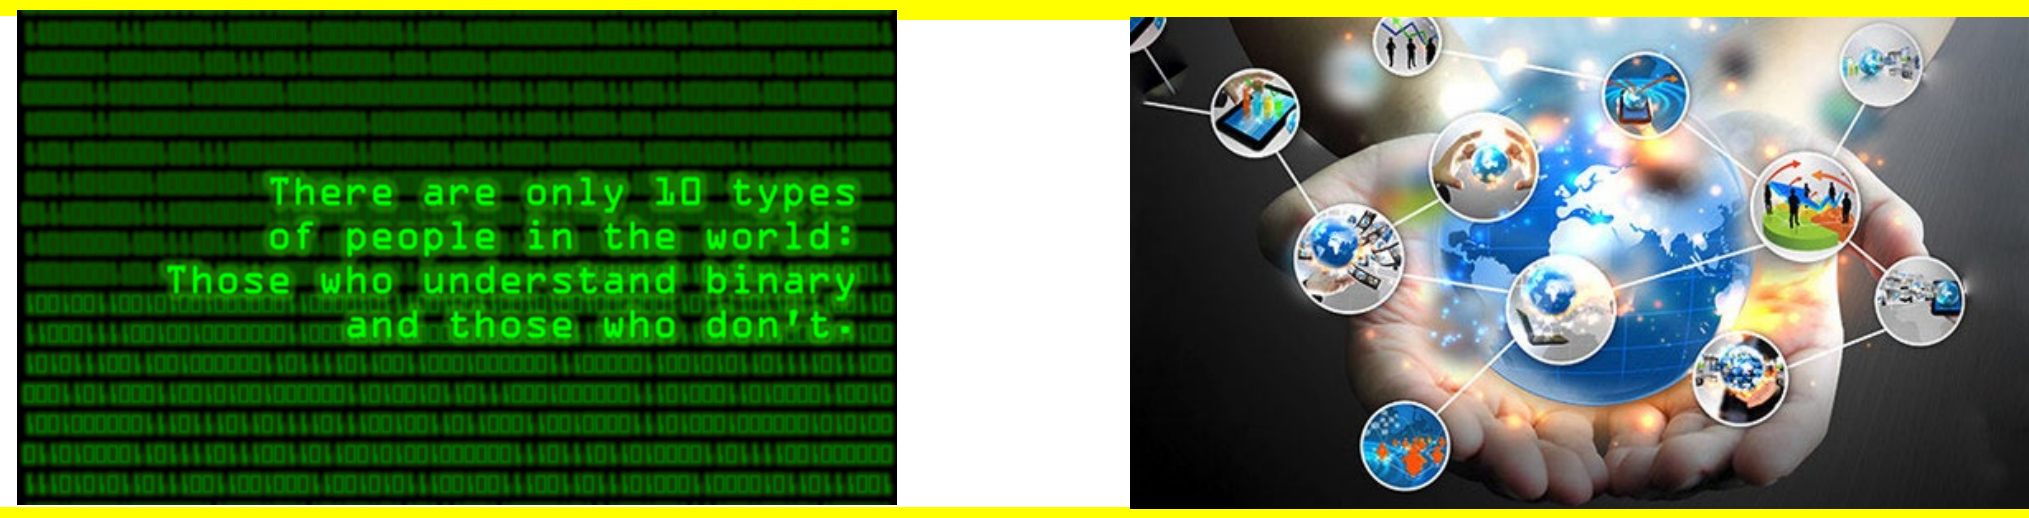 There are only 10 types
of people in the world:
Those who understand binary
and those who don't.